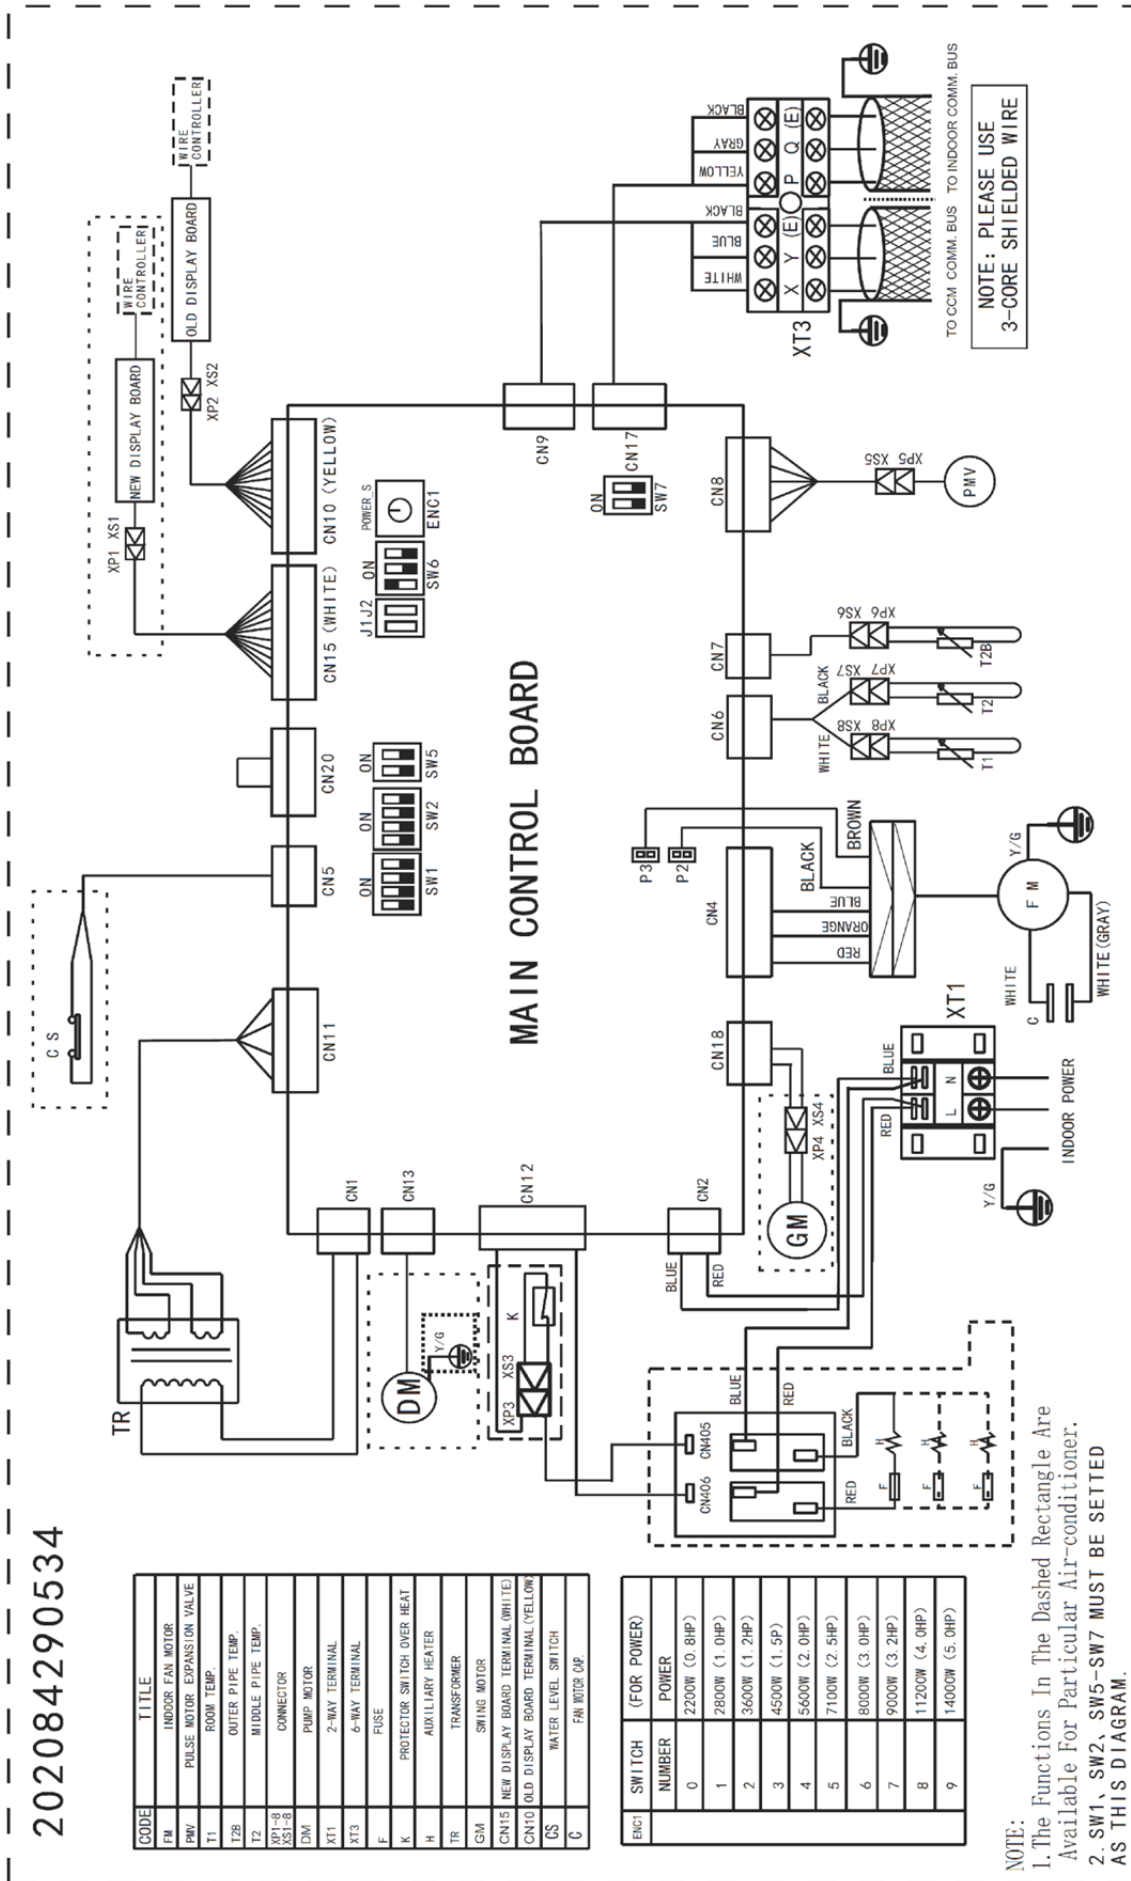 202084290534
CODE TITLE
FM INDOOR FAN MOTOR
PMV PULSE MOTOR EXPANSION VALVE
T1 ROOM TEMP.
T2B OUTER PIPE TEMP.
T2 MIDDLE PIPE TEMP.
XP1-8
XS1-8 CONNECTOR
DM PUMP MOTOR
XT1 2-WAY TERMINAL
XT3 6-WAY TERMINAL
F FUSE
K PROTECTOR SWITCH OVER HEAT
H AUXILIARY HEATER
TR TRANSFORMER
GM SWING MOTOR
CN15 NEW DISPLAY BOARD TERMINAL(WHITE)
CN10 OLD DISPLAY BOARD TERMINAL(YELLOW)
CS WATER LEVEL SWITCH
C FAN MOTOR CAP.
ENC1 SWITCH (FOR POWER)
NUMBER POWER
0 2200W (0.8HP)
1 2800W (1.0HP)
2 3600W (1.2HP)
3 4500W (1.5P)
4 5600W (2.0HP)
5 7100W (2.5HP)
6 8000W (3.0HP)
7 9000W (3.2HP)
8 11200W (4.0HP)
9 14000W (5.0HP)
NOTE:
1.The Functions In The Dashed Rectangle Are
Available For Particular Air-conditioner.
2.SW1、SW2、SW5-SW7 MUST BE SETTED
AS THIS DIAGRAM.
TR
C S
XP1 XS1
NEW DISPLAY BOARD
WIRE
CONTROLLER
XP2 XS2
OLD DISPLAY BOARD
WIRE
CONTROLLER
CN11
CN5
CN20
CN15 (WHITE)
CN10 (YELLOW)
ON
SW1
ON
SW2
ON
SW5
J1J2
ON
SW6
POWER_S
ENC1
CN1
CN13
CN12
CN2
DM
Y/G
XP3 XS3
K
BLUE
RED
MAIN CONTROL BOARD
CN9
CN17
ON
SW7
XT3
WHITE
BLUE
BLACK
YELLOW
GRAY
BLACK
X Y (E) P Q (E)
TO CCM COMM. BUS TO INDOOR COMM. BUS
NOTE: PLEASE USE
3-CORE SHIELDED WIRE
CN18
CN4
CN6
CN7
CN8
P3
P2
BLACK
BROWN
RED
ORANGE
BLUE
XP4 XS4
GM
WHITE
BLACK
XS8 XP8
XS7 XP7
XS6 XP6
XS5 XP5
T1
T2
T2B
PMV
F M
Y/G
WHITE
C
WHITE(GRAY)
XT1
RED
BLUE
L N
Y/G
INDOOR POWER
CN406
CN405
BLUE
RED
RED
BLACK
F H
F H
F H